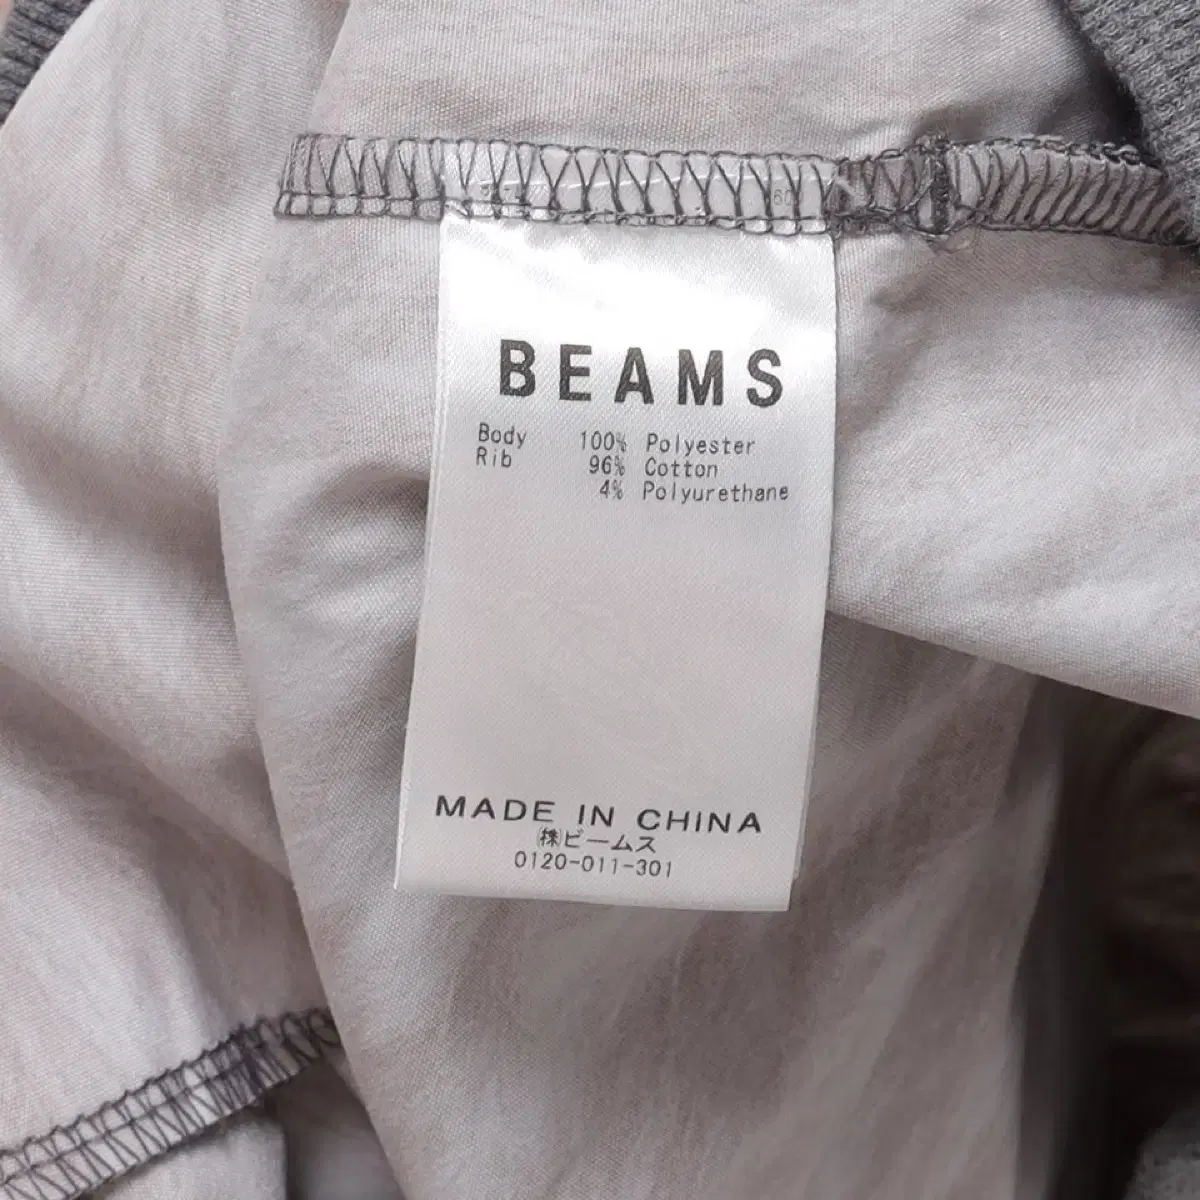 60
BEAMS
Body 100% Polyester
Rib 96% Cotton
4% Polyurethane
MADE IN CHINA
㈱ビームス
0120-011-301